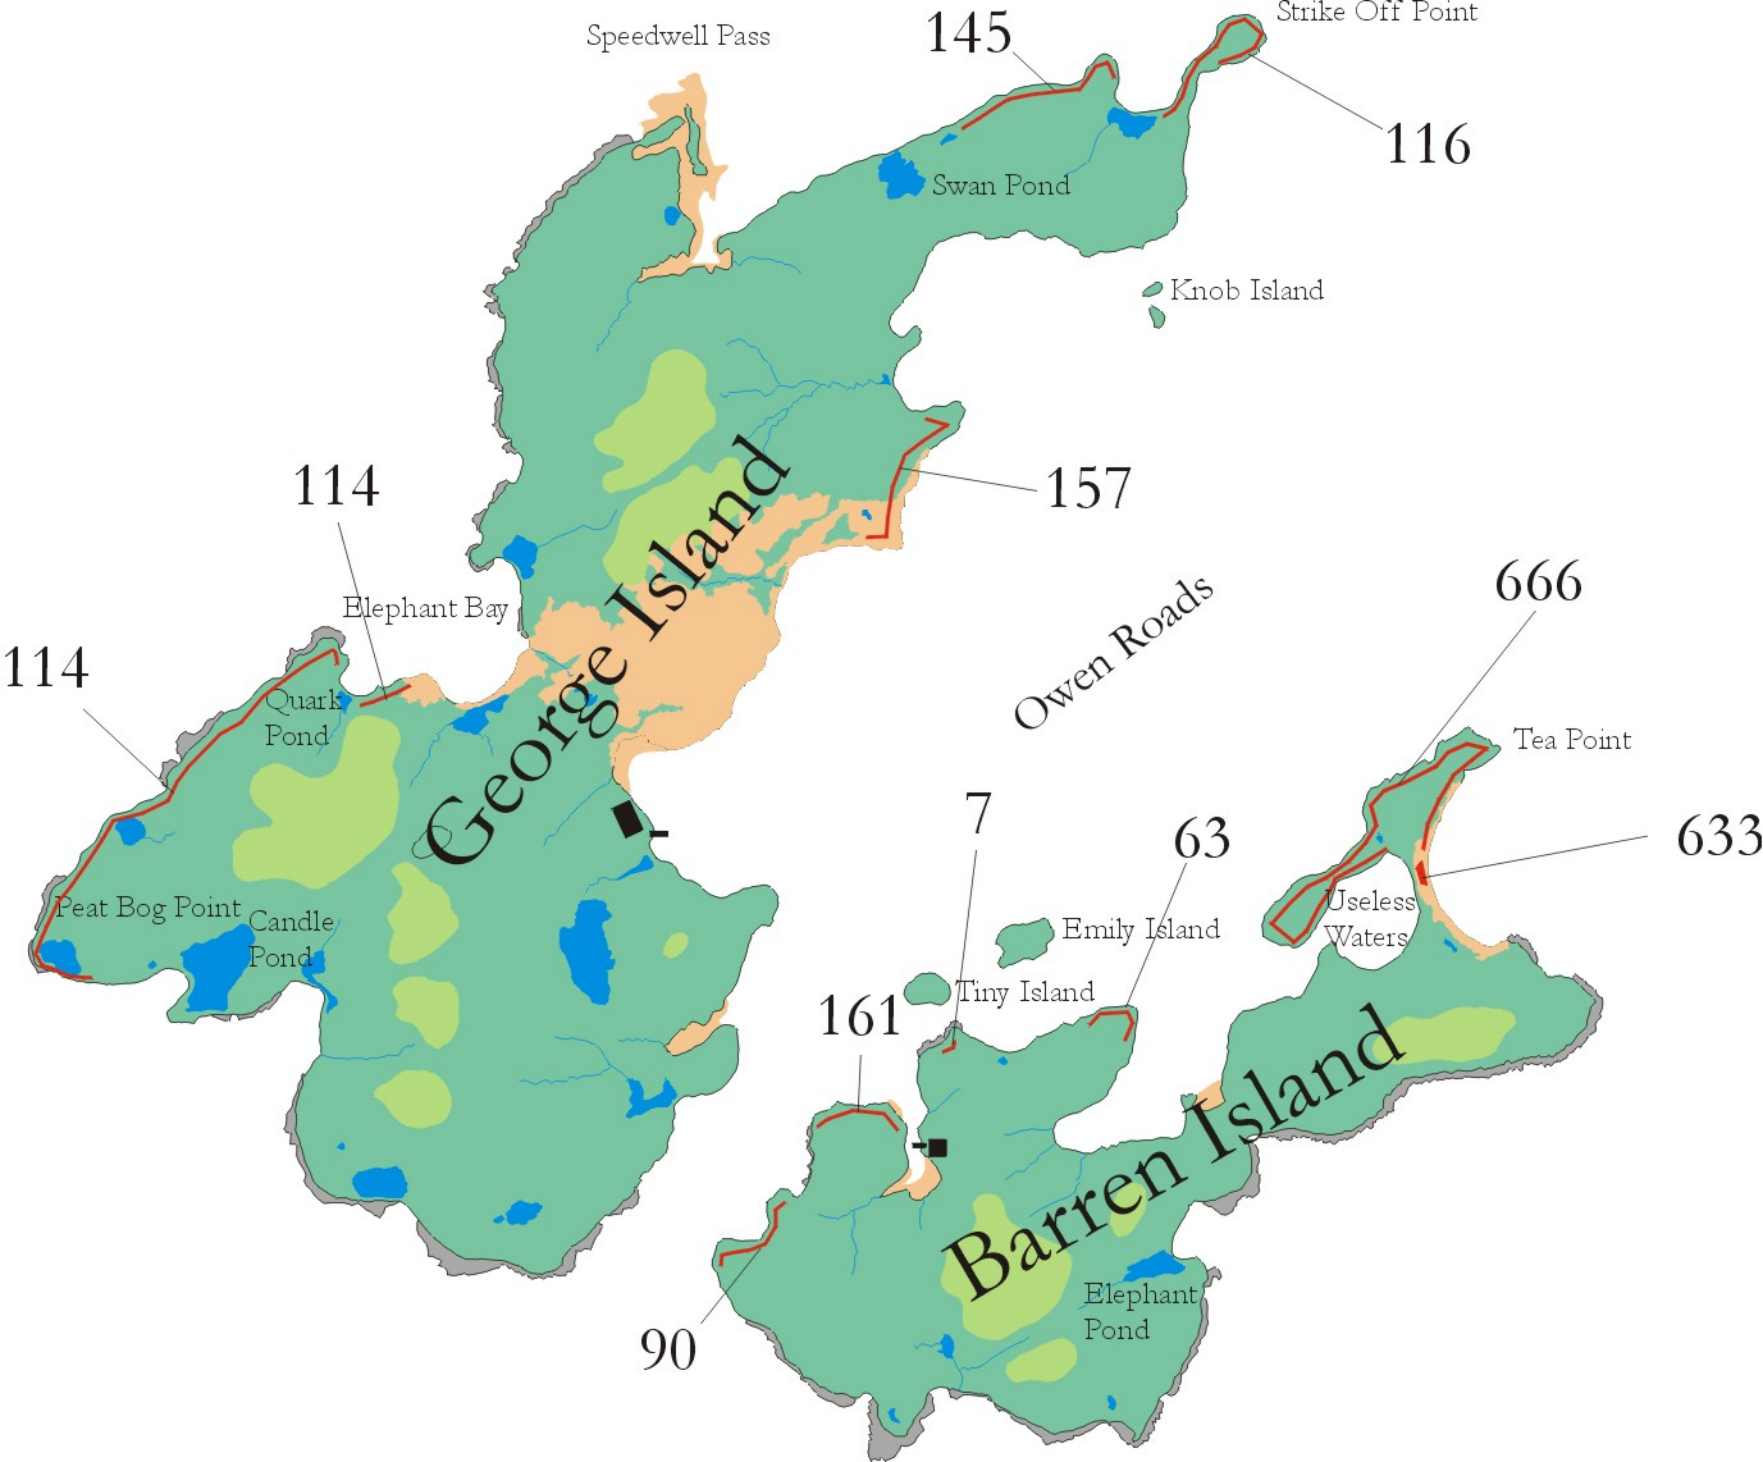 Strike Off Point
Speedwell Pass
145
116
Swan Pond
Knob Island
114
157
666
Elephant Bay
Owen Roads
114
Quark
Pond
George Island
Tea Point
7
63
633
Peat Bog Point
Candle
Pond
Useless
Waters
Emily Island
Tiny Island
161
Barren Island
Elephant
Pond
90